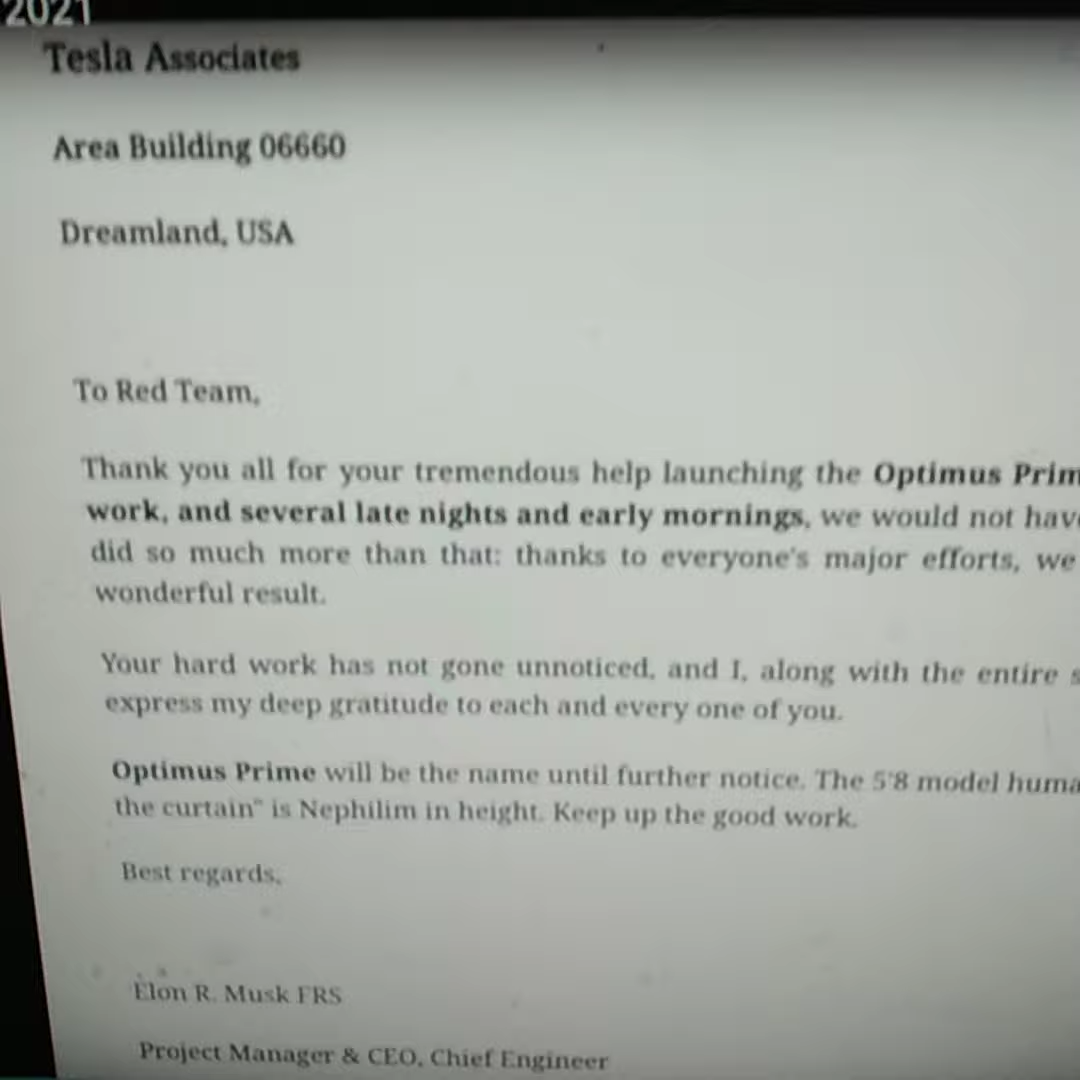 2021
Tesla Associates
Area Building 06660
Dreamland, USA
To Red Team,
Thank you all for your tremendous help launching the Optimus Prim
work, and several late nights and early mornings, we would not have
did so much more than that: thanks to everyone's major efforts, we
wonderful result.
Your hard work has not gone unnoticed, and I, along with the entire s
express my deep gratitude to each and every one of you.
Optimus Prime will be the name until further notice. The 5'8 model huma
the curtain" is Nephilim in height. Keep up the good work.
Best regards,
Elon R. Musk FRS
Project Manager & CEO, Chief Engineer